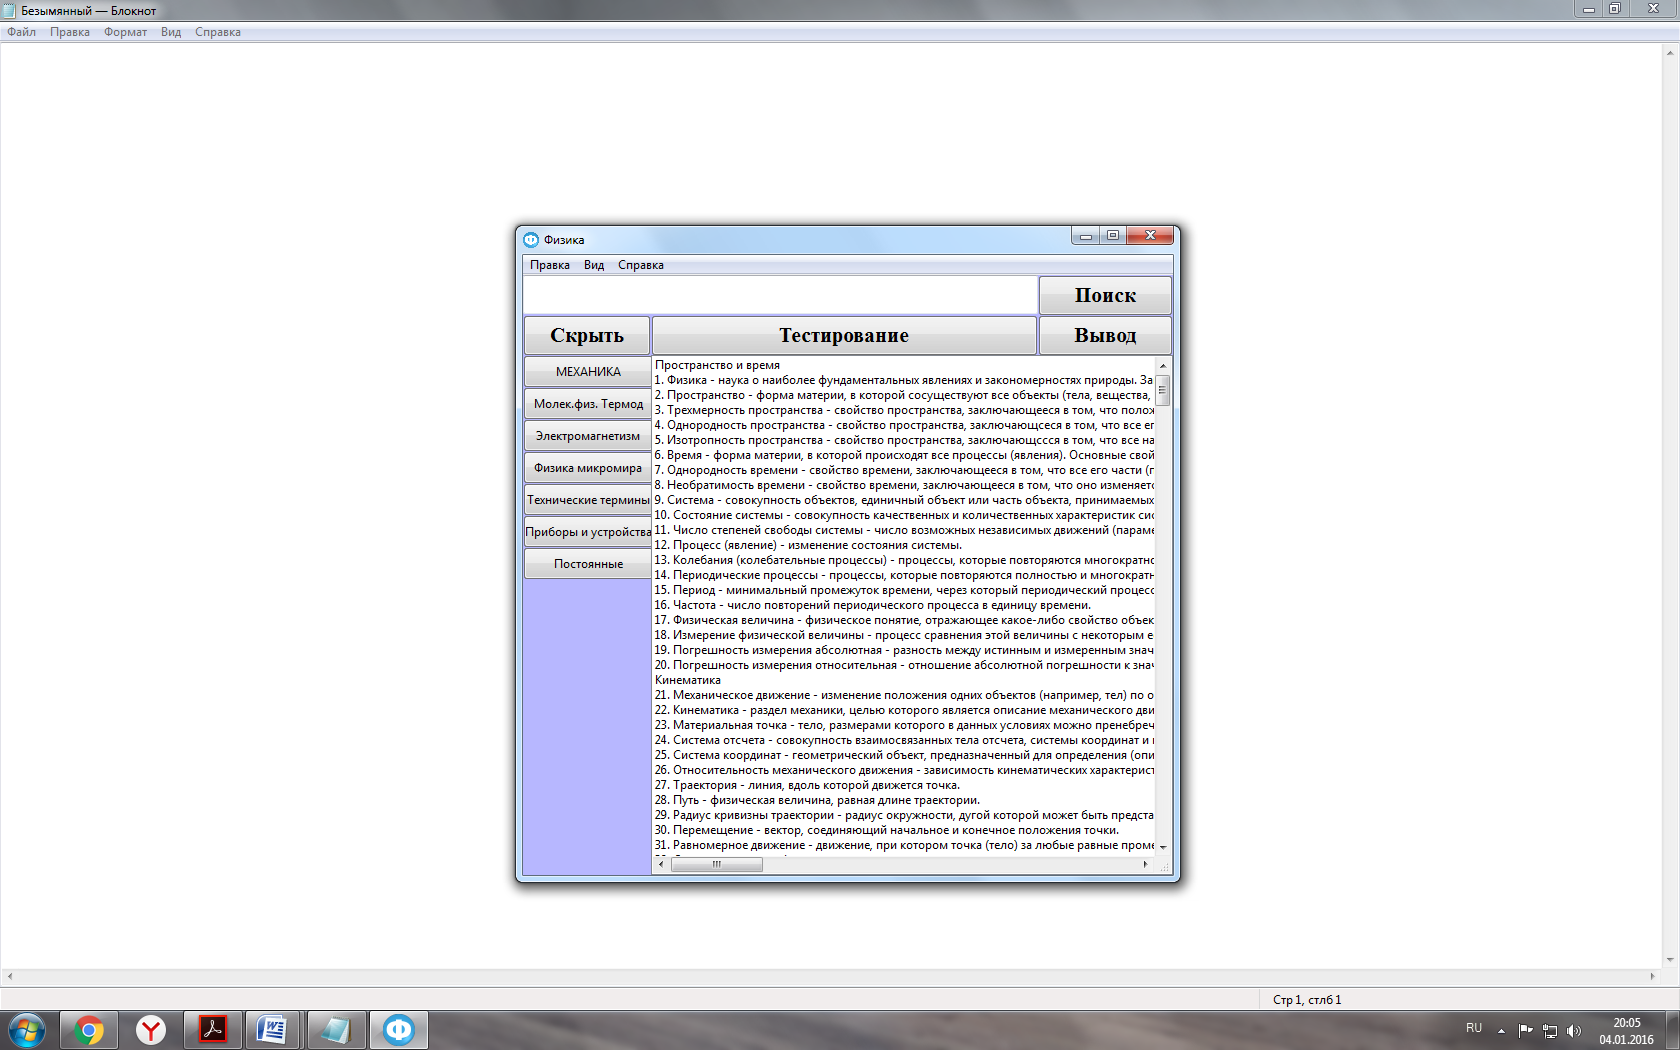 Безымянный — Блокнот
Файл Правка Формат Вид Справка
Физика
Правка Вид Справка
Поиск
Скрыть Тестирование Вывод
МЕХАНИКА
Молек.физ. Термод
Электромагнетизм
Физика микромира
Технические термины
Приборы и устройства
Постоянные
Пространство и время
1. Физика - наука о наиболее фундаментальных явлениях и закономерностях природы. За
2. Пространство - форма материи, в которой сосуществуют все объекты (тела, вещества,
3. Трехмерность пространства - свойство пространства, заключающееся в том, что полож
4. Однородность пространства - свойство пространства, заключающсеся в том, что все ег
5. Изотропность пространства - свойство пространства, заключающссся в том, что все на
6. Время - форма материи, в которой происходят все процессы (явления). Основные свой
7. Однородность времени - свойство времени, заключающееся в том, что все его части (г
8. Необратимость времени - свойство времени, заключающееся в том, что оно изменяетс
9. Система - совокупность объектов, единичный объект или часть объекта, принимаемых
10. Состояние системы - совокупность качественных и количественных характеристик сис
11. Число степеней свободы системы - число возможных независимых движений (параме
12. Процесс (явление) - изменение состояния системы.
13. Колебания (колебательные процессы) - процессы, которые повторяются многократно
14. Периодические процессы - процессы, которые повторяются полностью и многократн
15. Период - минимальный промежуток времени, через который периодический процесс
16. Частота - число повторений периодического процесса в единицу времени.
17. Физическая величина - физическое понятие, отражающее какое-либо свойство объек
18. Измерение физической величины - процесс сравнения этой величины с некоторым е
19. Погрешность измерения абсолютная - разность между истинным и измеренным знач
20. Погрешность измерения относительная - отношение абсолютной погрешности к знач
Кинематика
21. Механическое движение - изменение положения одних объектов (например, тел) по о
22. Кинематика - раздел механики, целью которого является описание механического дви
23. Материальная точка - тело, размерами которого в данных условиях можно пренебреч
24. Система отсчета - совокупность взаимосвязанных тела отсчета, системы координат и
25. Система координат - геометрический объект, предназначенный для определения (опи
26. Относительность механического движения - зависимость кинематических характерист
27. Траектория - линия, вдоль которой движется точка.
28. Путь - физическая величина, равная длине траектории.
29. Радиус кривизны траектории - радиус окружности, дугой которой может быть предста
30. Перемещение - вектор, соединяющий начальное и конечное положения точки.
31. Равномерное движение - движение, при котором точка (тело) за любые равные проме
Стр 1, стлб 1
RU
20:05
04.01.2016